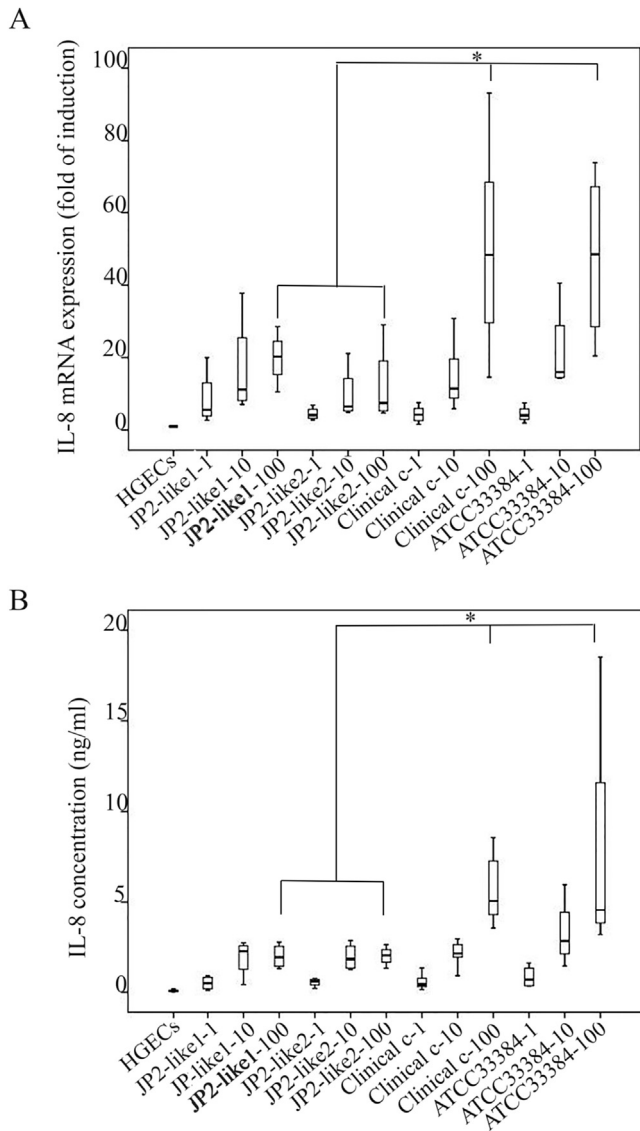 A
IL-8 mRNA expression (fold of induction)
100
80
60
40
20
0
*
HGECs
JP2-like1-1
JP2-like1-10
JP2-like1-100
JP2-like2-1
JP2-like2-10
JP2-like2-100
Clinical c-1
Clinical c-10
Clinical c-100
ATCC33384-1
ATCC33384-10
ATCC33384-100
B
IL-8 concentration (ng/ml)
20
15
10
5
0
*
HGECs
JP2-like1-1
JP-like1-10
JP2-like1-100
JP2-like2-1
JP2-like2-10
JP2-like2-100
Clinical c-1
Clinical c-10
Clinical c-100
ATCC33384-1
ATCC33384-10
ATCC33384-100